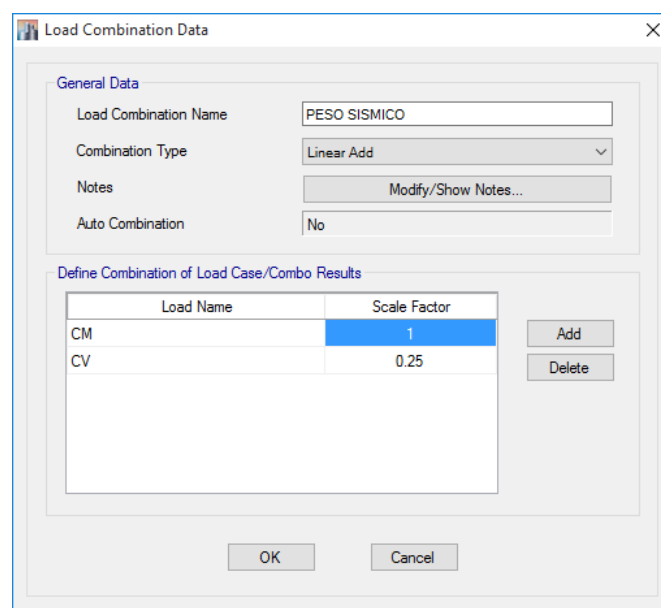 Load Combination Data
General Data
Load Combination Name PESO SISMICO
Combination Type Linear Add
Notes Modify/Show Notes...
Auto Combination No
Define Combination of Load Case/Combo Results
Load Name Scale Factor
CM 1 Add
CV 0.25 Delete
OK Cancel